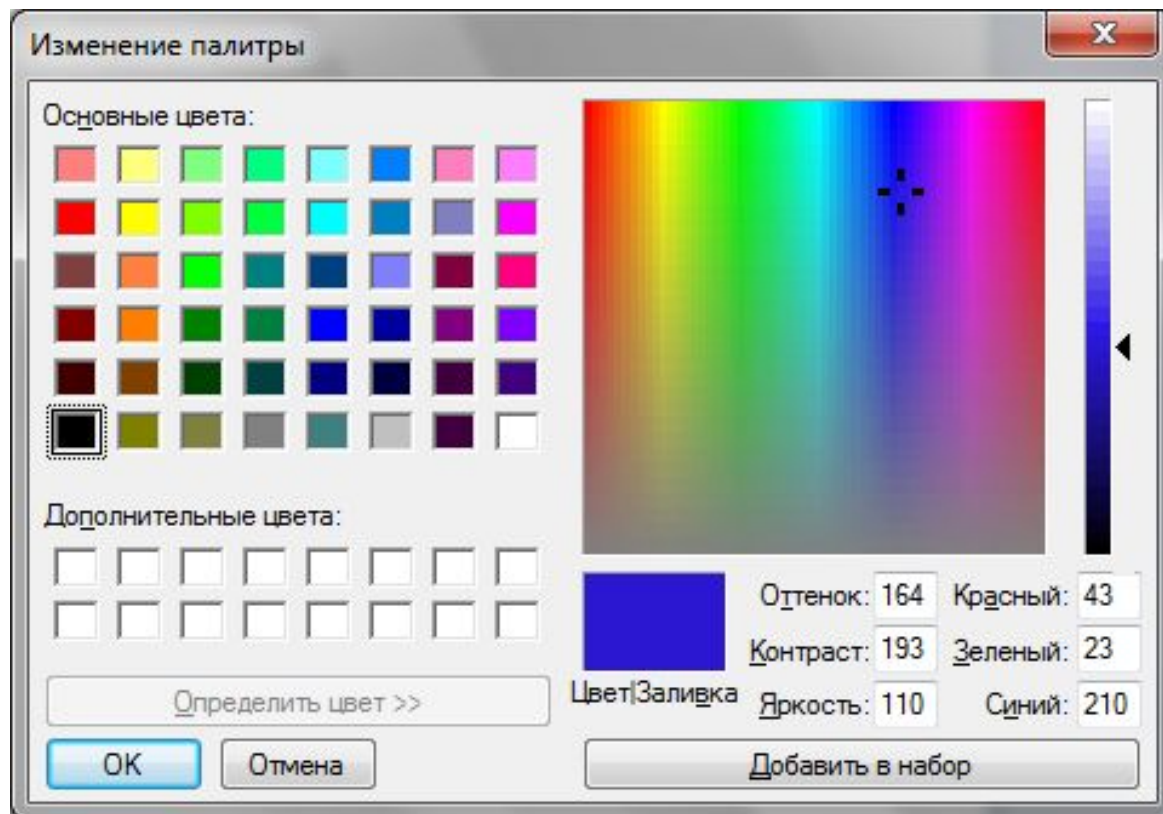 Изменение палитры
x
Основные цвета:
Дополнительные цвета:
Определить цвет >>
OK
Отмена
Цвет|Заливка
Оттенок: 164
Контраст: 193
Яркость: 110
Красный: 43
Зеленый: 23
Синий: 210
Добавить в набор